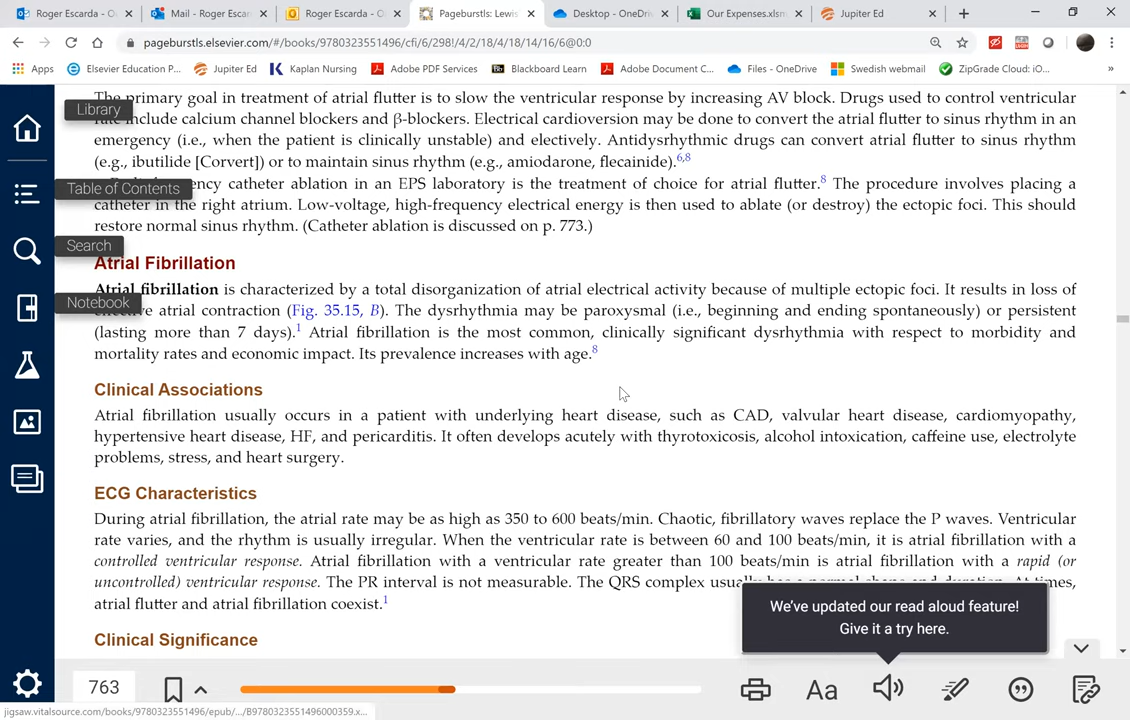 Roger Escarda - Ov
Mail - Roger Escar
Roger Escarda - O
Pageburstls: Lewis
Desktop - OneDriv
Our Expenses.xlsn
Jupiter Ed
pageburstls.elsevier.com/#/books/9780323551496/cfi/6/298!/4/2/18/4/18/14/16/6@0:0
Apps Elsevier Education P... Jupiter Ed Kaplan Nursing Adobe PDF Services Blackboard Learn Adobe Document C... Files - OneDrive Swedish webmail ZipGrade Cloud: iO... »
The primary goal in treatment of atrial flutter is to slow the ventricular response by increasing AV block. Drugs used to control ventricular
Library
include calcium channel blockers and β-blockers. Electrical cardioversion may be done to convert the atrial flutter to sinus rhythm in an
emergency (i.e., when the patient is clinically unstable) and electively. Antidysrhythmic drugs can convert atrial flutter to sinus rhythm
(e.g., ibutilide [Corvert]) or to maintain sinus rhythm (e.g., amiodarone, flecainide).6,8
Table of Contents
catheter ablation in an EPS laboratory is the treatment of choice for atrial flutter.8 The procedure involves placing a
catheter in the right atrium. Low-voltage, high-frequency electrical energy is then used to ablate (or destroy) the ectopic foci. This should
restore normal sinus rhythm. (Catheter ablation is discussed on p. 773.)
Search
Atrial Fibrillation
Atrial fibrillation is characterized by a total disorganization of atrial electrical activity because of multiple ectopic foci. It results in loss of
Notebook
atrial contraction (Fig. 35.15, B). The dysrhythmia may be paroxysmal (i.e., beginning and ending spontaneously) or persistent
(lasting more than 7 days).1 Atrial fibrillation is the most common, clinically significant dysrhythmia with respect to morbidity and
mortality rates and economic impact. Its prevalence increases with age.8
Clinical Associations
Atrial fibrillation usually occurs in a patient with underlying heart disease, such as CAD, valvular heart disease, cardiomyopathy,
hypertensive heart disease, HF, and pericarditis. It often develops acutely with thyrotoxicosis, alcohol intoxication, caffeine use, electrolyte
problems, stress, and heart surgery.
ECG Characteristics
During atrial fibrillation, the atrial rate may be as high as 350 to 600 beats/min. Chaotic, fibrillatory waves replace the P waves. Ventricular
rate varies, and the rhythm is usually irregular. When the ventricular rate is between 60 and 100 beats/min, it is atrial fibrillation with a
controlled ventricular response. Atrial fibrillation with a ventricular rate greater than 100 beats/min is atrial fibrillation with a rapid (or
uncontrolled) ventricular response. The PR interval is not measurable. The QRS complex usually has a normal shape and duration. At times,
atrial flutter and atrial fibrillation coexist.1
We've updated our read aloud feature!
Give it a try here.
Clinical Significance
763
Aa
jigsaw.vitalsource.com/books/9780323551496/epub/.../B9780323551496000359.x...